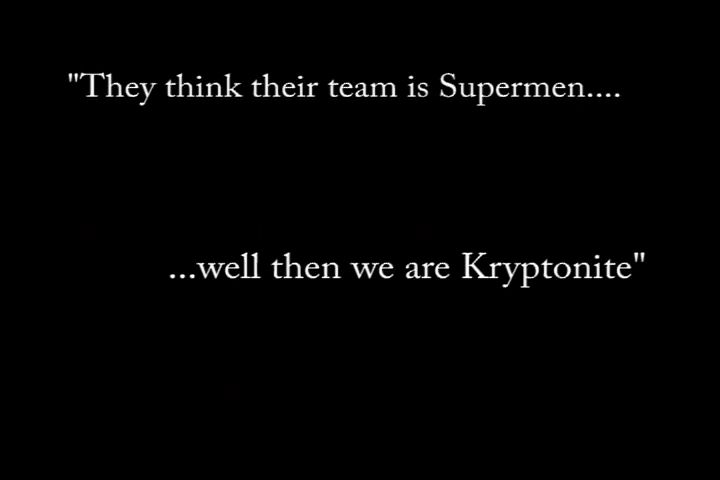 "They think their team is Supermen....
...well then we are Kryptonite"